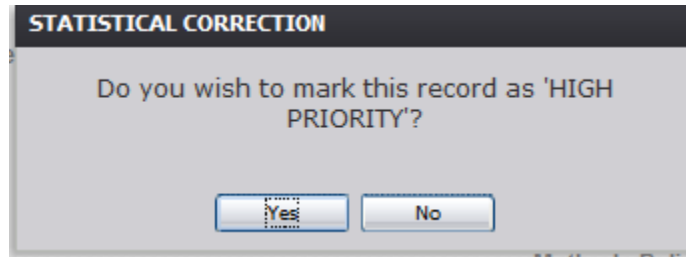 STATISTICAL CORRECTION
Do you wish to mark this record as 'HIGH
PRIORITY'?
Yes
No